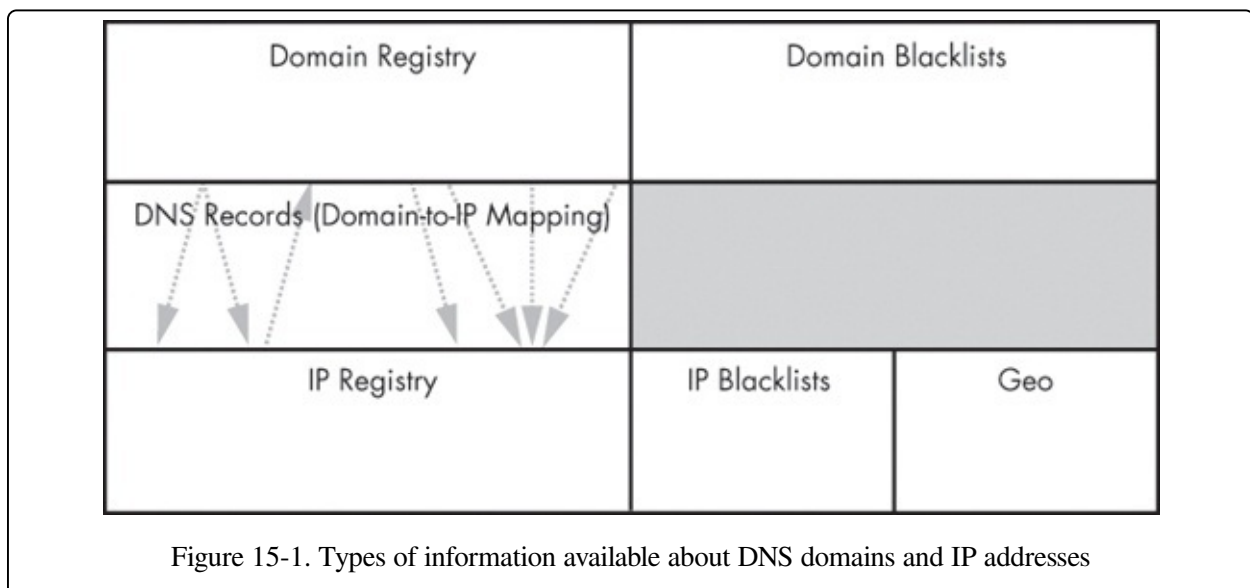 Domain Registry
Domain Blacklists
DNS Records (Domain-to-IP Mapping)
IP Registry
IP Blacklists
Geo
Figure 15-1. Types of information available about DNS domains and IP addresses